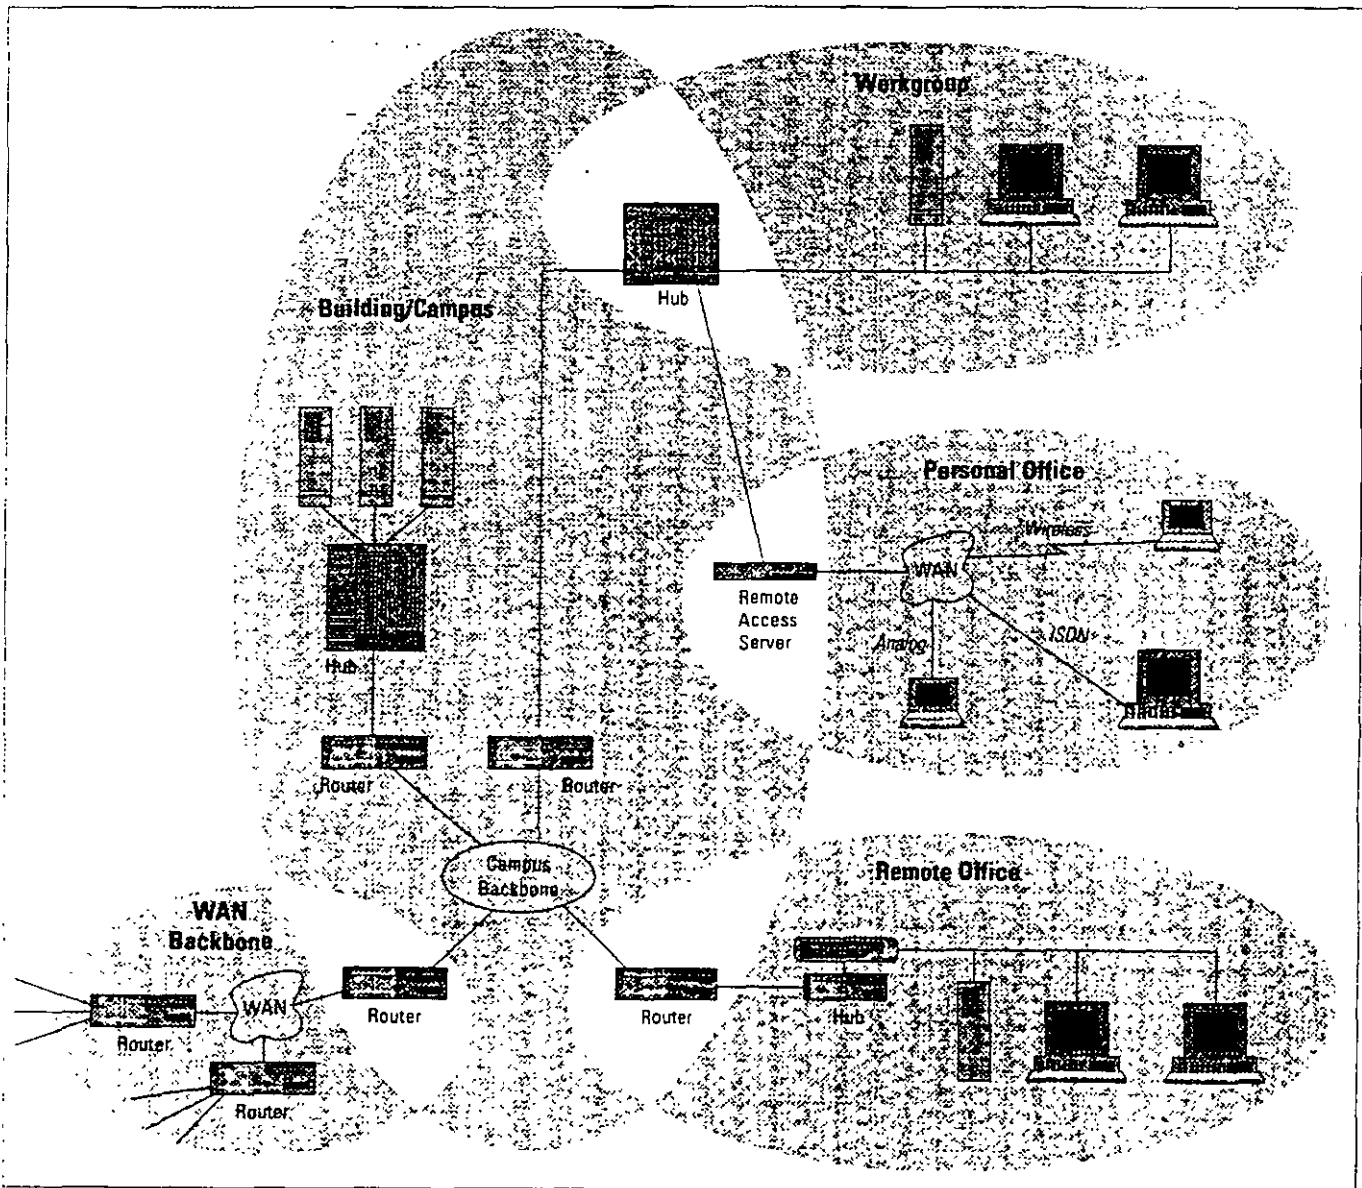 Workgroup
Hub
Building/Campus
Personal Office
Wireless
WAN
Remote
Access
Server
Analog
ISDN
Hub
Router
Router
Campus
Backbone
Remote Office
WAN
Backbone
WAN
Router
Router
Hub
Router
Router